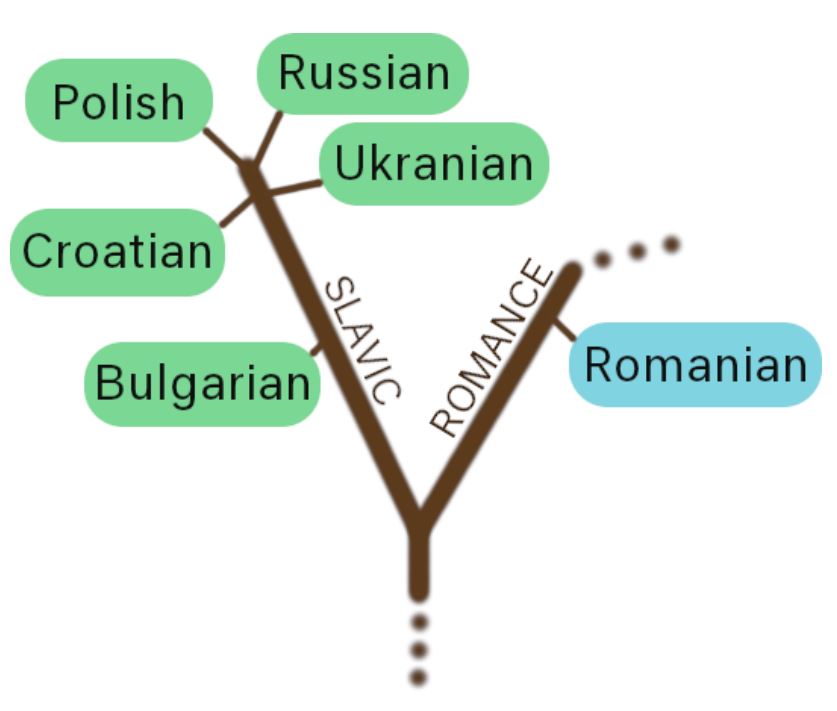 Russian
Polish
Ukranian
Croatian
SLAVIC
ROMANCE
Bulgarian
Romanian